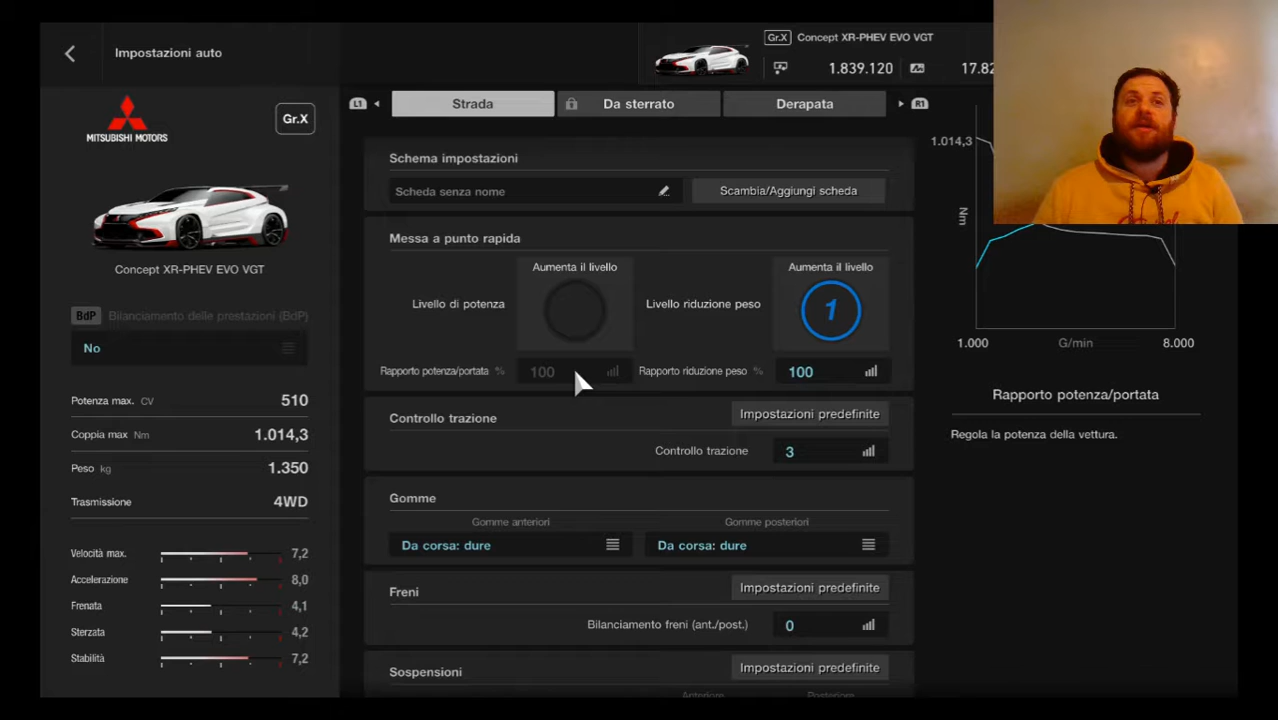 Impostazioni auto
Gr.X Concept XR-PHEV EVO VGT
1.839.120 17.82
MITSUBISHI MOTORS
Gr.X
Concept XR-PHEV EVO VGT
BdP Bilanciamento delle prestazioni (BdP)
No
Potenza max. CV 510
Coppia max Nm 1.014,3
Peso kg 1.350
Trasmissione 4WD
Velocità max. 7,2
Accelerazione 8,0
Frenata 4,1
Sterzata 4,2
Stabilità 7,2
L1 Strada Da sterrato Derapata R1
Schema impostazioni
Scheda senza nome Scambia/Aggiungi scheda
Messa a punto rapida
Aumenta il livello Aumenta il livello
Livello di potenza Livello riduzione peso 1
Rapporto potenza/portata % 100 Rapporto riduzione peso % 100
Controllo trazione Impostazioni predefinite
Controllo trazione 3
Gomme
Gomme anteriori Gomme posteriori
Da corsa: dure Da corsa: dure
Freni Impostazioni predefinite
Bilanciamento freni (ant./post.) 0
Sospensioni Impostazioni predefinite
Anteriore Posteriore
1.014,3
Nm
1.000 G/min 8.000
Rapporto potenza/portata
Regola la potenza della vettura.